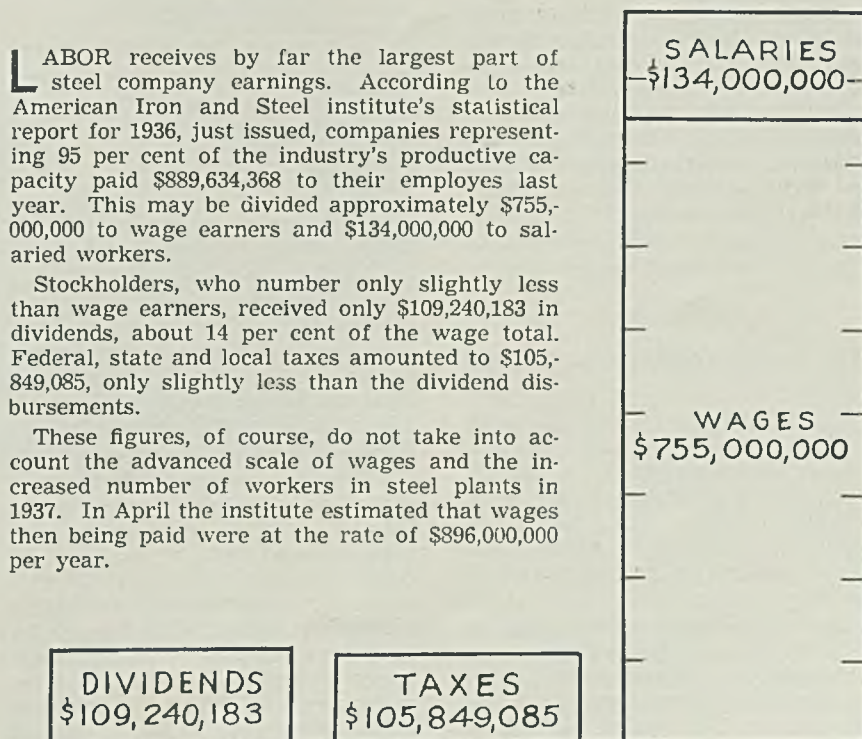 LABOR receives by far the largest part of
steel company earnings. According to the
American Iron and Steel institute's statistical
report for 1936, just issued, companies represent-
ing 95 per cent of the industry's productive ca-
pacity paid $889,634,368 to their employes last
year. This may be divided approximately $755,-
000,000 to wage earners and $134,000,000 to sal-
aried workers.
Stockholders, who number only slightly less
than wage earners, received only $109,240,183 in
dividends, about 14 per cent of the wage total.
Federal, state and local taxes amounted to $105,-
849,085, only slightly less than the dividend dis-
bursements.
These figures, of course, do not take into ac-
count the advanced scale of wages and the in-
creased number of workers in steel plants in
1937. In April the institute estimated that wages
then being paid were at the rate of $896,000,000
per year.
DIVIDENDS
$109,240,183
TAXES
$105,849,085
SALARIES
$134,000,000
WAGES
$755,000,000